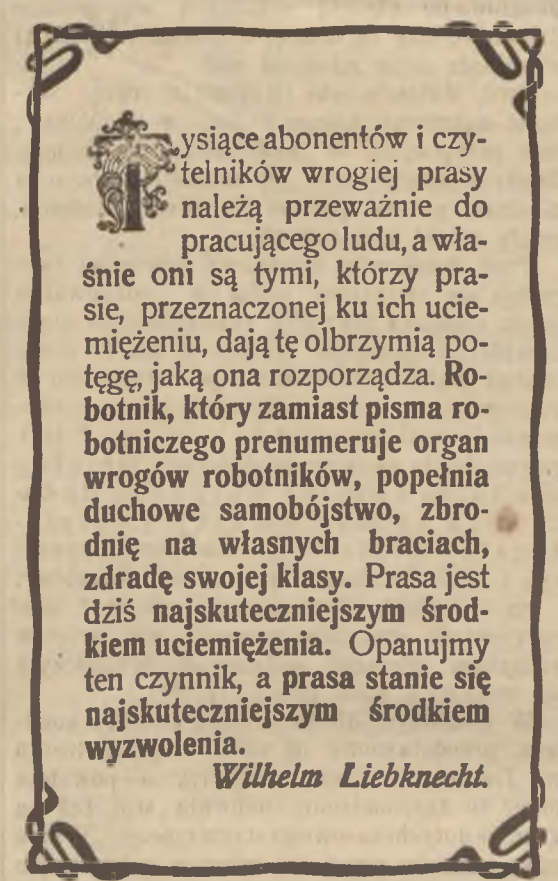 Tysiące abonentów i czy-
telników wrogiej prasy
należą przeważnie do
pracującego ludu, a wła-
śnie oni są tymi, którzy pra-
sie, przeznaczonej ku ich ucie-
miężeniu, dają tę olbrzymią po-
tęgę, jaką ona rozporządza. Ro-
botnik, który zamiast pisma ro-
botniczego prenumeruje organ
wrogów robotników, popełnia
duchowe samobójstwo, zbro-
dnię na własnych braciach,
zdradę swojej klasy. Prasa jest
dziś najskuteczniejszym środ-
kiem uciemiężenia. Opanujmy
ten czynnik, a prasa stanie się
najskuteczniejszym środkiem
wyzwolenia.
Wilhelm Liebknecht.